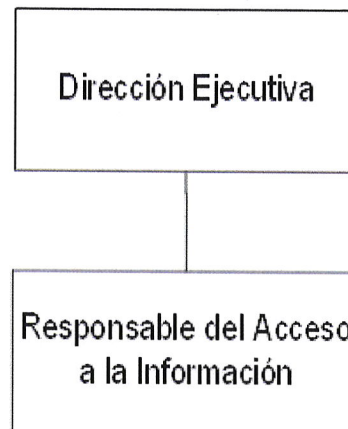 Dirección Ejecutiva
Responsable del Acceso
a la Información